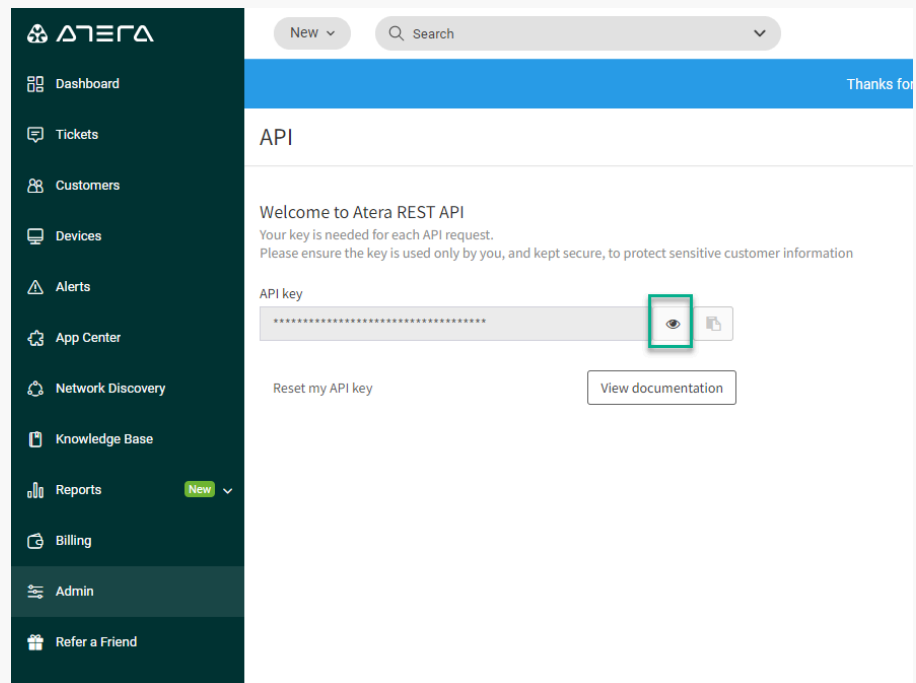 ATERA
New
Search
Dashboard
Thanks for
Tickets
API
Customers
Welcome to Atera REST API
Devices
Your key is needed for each API request.
Please ensure the key is used only by you, and kept secure, to protect sensitive customer information
Alerts
API key
************************************
App Center
Network Discovery
Reset my API key
View documentation
Knowledge Base
Reports
New
Billing
Admin
Refer a Friend